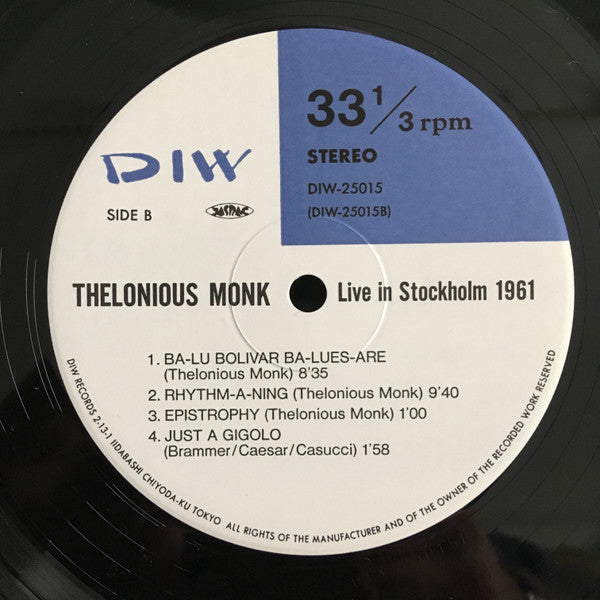 33 1/3 rpm
STEREO
DIW-25015
(DIW-25015B)
DIW
SIDE B
JASRAC
THELONIOUS MONK
Live in Stockholm 1961
1. BA-LU BOLIVAR BA-LUES-ARE
(Thelonious Monk) 8'35
2. RHYTHM-A-NING (Thelonious Monk) 9'40
3. EPISTROPHY (Thelonious Monk) 1'00
4. JUST A GIGOLO
(Brammer/Caesar/Casucci) 1'58
DIW RECORDS 2-13-1 IIDABASHI CHIYODA-KU TOKYO ALL RIGHTS OF THE MANUFACTURER AND OF THE OWNER OF THE RECORDED WORK RESERVED